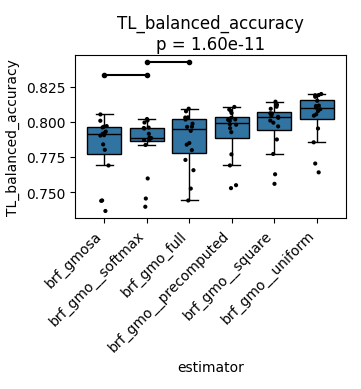 TL_balanced_accuracy
p = 1.60e-11
TL_balanced_accuracy
0.825
0.800
0.775
0.750
brf_gmosa
brf_gmo__softmax
brf_gmo_full
brf_gmo__precomputed
brf_gmo__square
brf_gmo__uniform
estimator